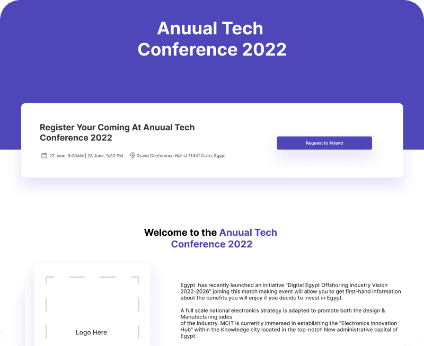 Anuual Tech
Conference 2022
Register Your Coming At Anuual Tech
Conference 2022
27 June, 9:00AM | 28 June, 9:30 PM
Grand Conference Hall st 11331 Cairo, Egypt
Request to Attend
Welcome to the Anuual Tech
Conference 2022
Logo Here
Egypt has recently launched an initiative "Digital Egypt Offshoring Industry Vision
2022-2026" joining this match making event will allow you to get first-hand information
about the benefits you will enjoy if you decide to invest in Egypt.
A full scale national electronics strategy is adapted to promote both the design &
Manufacturing sides
of the Industry. MCIT is currently immersed in establishing the "Electronics Innovation
Hub" within the Knowledge city located in the top-notch New administrative capital of
Egypt.